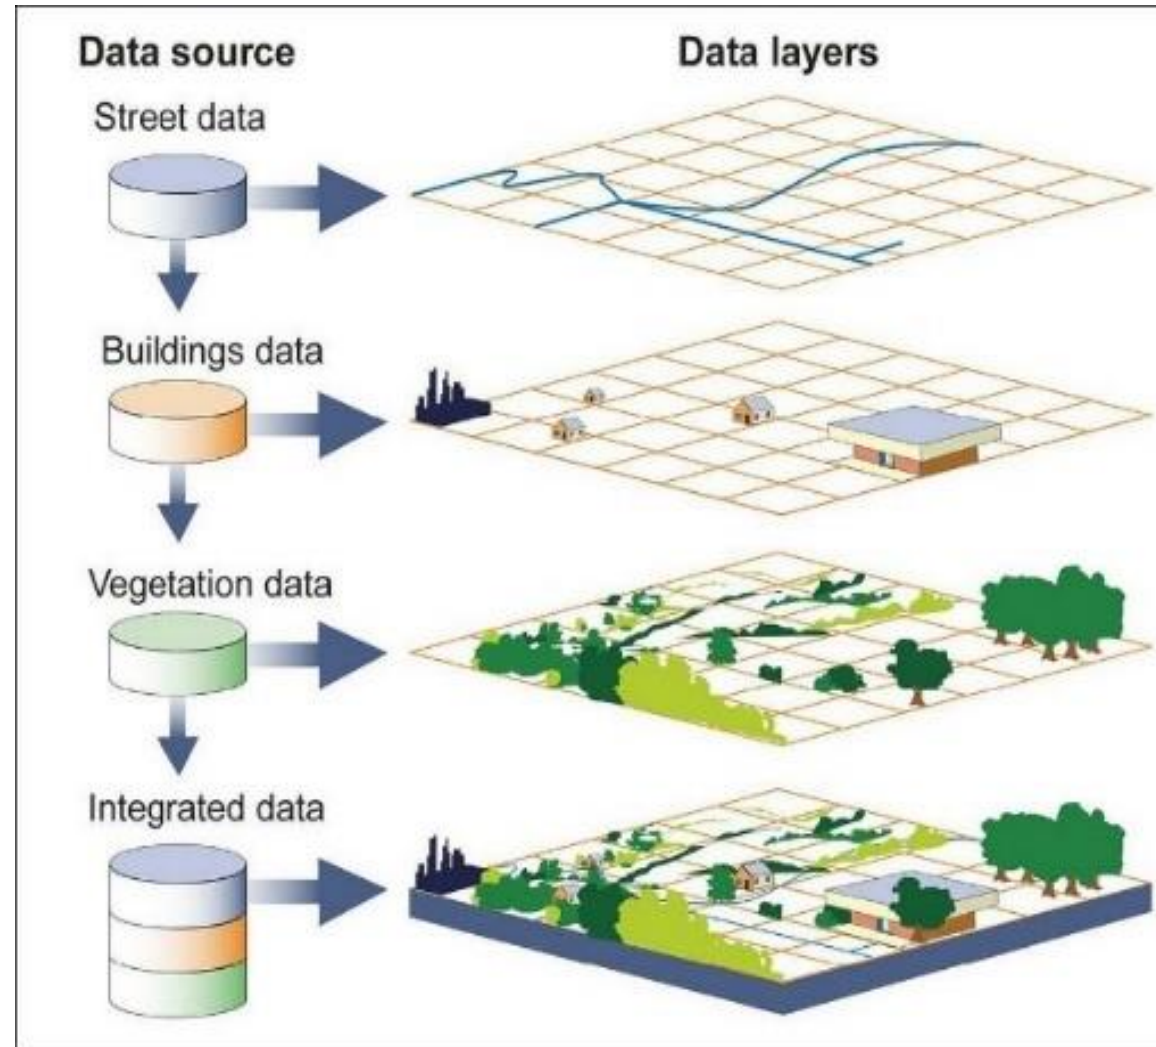 Data source
Data layers
Street data
Buildings data
Vegetation data
Integrated data